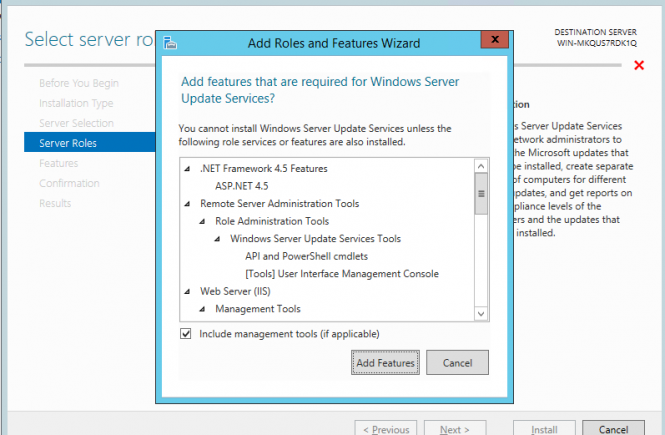 Select server ro
Add Roles and Features Wizard
x
DESTINATION SERVER
WIN-MKQUS7RDK1Q
Before You Begin
Installation Type
Server Selection
Server Roles
Features
Confirmation
Results
Add features that are required for Windows Server
Update Services?
You cannot install Windows Server Update Services unless the
following role services or features are also installed.
.NET Framework 4.5 Features
ASP.NET 4.5
Remote Server Administration Tools
Role Administration Tools
Windows Server Update Services Tools
API and PowerShell cmdlets
[Tools] User Interface Management Console
Web Server (IIS)
Management Tools
Include management tools (if applicable)
Add Features
Cancel
ion
s Server Update Services
etwork administrators to
he Microsoft updates that
be installed, create separate
of computers for different
updates, and get reports on
pliance levels of the
ers and the updates that
installed.
< Previous
Next >
Install
Cancel